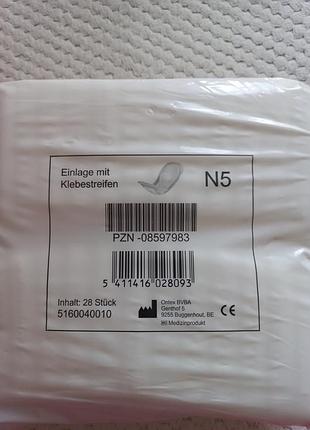 Einlage mit
Klebestreifen
N5
PZN -08597983
5 411416 028093
Inhalt: 28 Stück
5160040010
Ontex BVBA
Genthof 5
9255 Buggenhout, BE
Medizinprodukt
CE